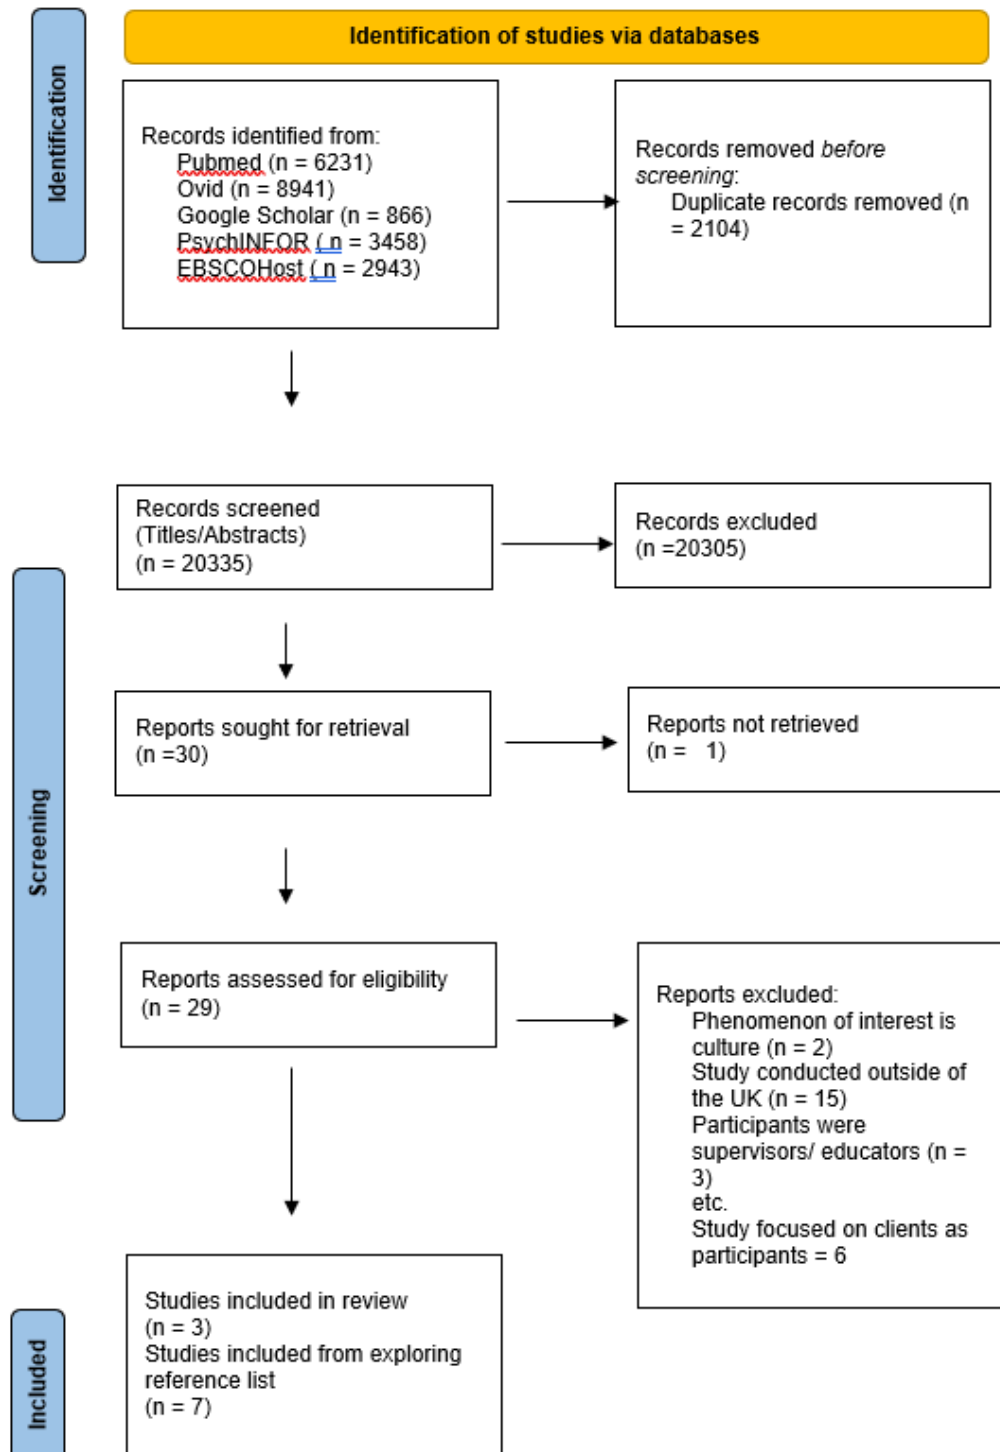 Identification of studies via databases
Identification
Records identified from:
Pubmed (n = 6231)
Ovid (n = 8941)
Google Scholar (n = 866)
PsychINFOR ( n = 3458)
EBSCOHost ( n = 2943)
Records removed before
screening:
Duplicate records removed (n
= 2104)
Screening
Records screened
(Titles/Abstracts)
(n = 20335)
Records excluded
(n =20305)
Reports sought for retrieval
(n =30)
Reports not retrieved
(n =   1)
Reports assessed for eligibility
(n = 29)
Reports excluded:
Phenomenon of interest is
culture (n = 2)
Study conducted outside of
the UK (n = 15)
Participants were
supervisors/ educators (n =
3)
etc.
Study focused on clients as
participants = 6
Included
Studies included in review
(n = 3)
Studies included from exploring
reference list
(n = 7)